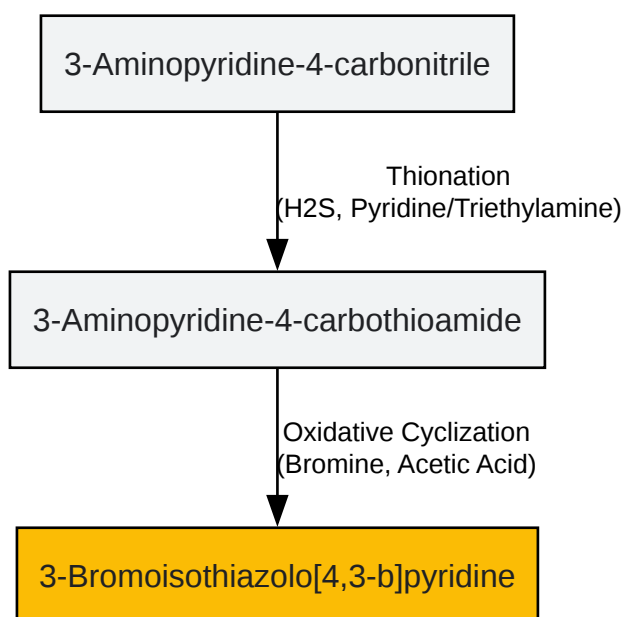 3-Aminopyridine-4-carbonitrile
Thionation
(H2S, Pyridine/Triethylamine)
3-Aminopyridine-4-carbothioamide
Oxidative Cyclization
(Bromine, Acetic Acid)
3-Bromoisothiazolo[4,3-b]pyridine